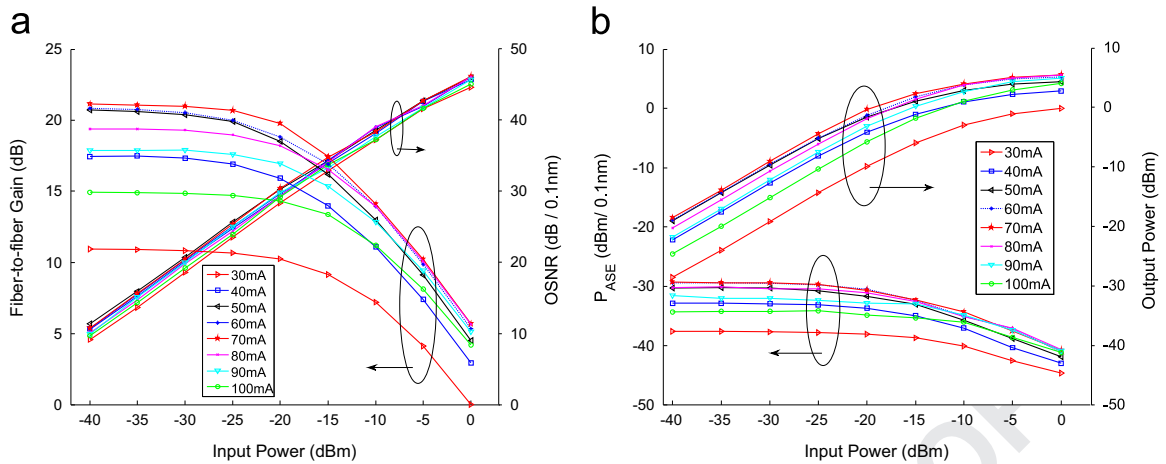 a
Fiber-to-fiber Gain (dB)
25
20
15
10
5
0
50
40
30
20
10
0
OSNR (dB / 0.1nm)
30mA
40mA
50mA
60mA
70mA
80mA
90mA
100mA
-40 -35 -30 -25 -20 -15 -10 -5 0
Input Power (dBm)
b
P_ASE (dBm/ 0.1nm)
10
0
-10
-20
-30
-40
-50
10
5
0
-10
-20
-30
-40
-50
Output Power (dBm)
30mA
40mA
50mA
60mA
70mA
80mA
90mA
100mA
-40 -35 -30 -25 -20 -15 -10 -5 0
Input Power (dBm)